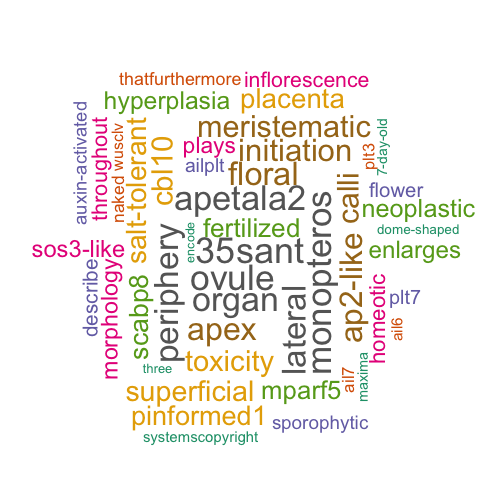 thatfurthermore inflorescence
hyperplasia placenta
auxin-activated
throughout
naked wusclv
salt-tolerant
cbl10
plays meristematic
initiation
ailplt floral
plt3
7-day-old
apetala2
flower
neoplastic
fertilized
dome-shaped
sos3-like
periphery
encode
35sant
monopteros
ap2-like calli
enlarges
describe
morphologyc
scabp8
ovule
organ
lateral
homeotic
plt7
ail6
apex
three
toxicity
ail7
maxima
superficial mparf5
pinformed1 sporophytic
systemscopyright